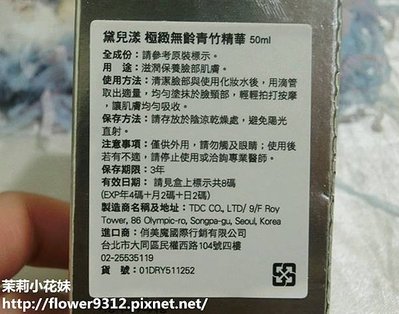 黛兒漾 極緻無齡青竹精華 50ml
全成份：請參考原裝標示。
用　途：滋潤保養臉部肌膚。
使用方法：清潔臉部與使用化妝水後，用滴管
取出適量，均勻塗抹於臉頸部，輕輕拍打按摩
，讓肌膚均勻吸收。
保存方法：請存放於陰涼乾燥處，避免陽光
直射。
注意事項：僅供外用，請勿觸及眼睛；使用後
若有不適，請停止使用或洽詢專業醫師。
保存期限：3年
有效日期： 請見盒上標示共8碼
(EXP年4碼+月2碼+日2碼)
製造商名稱及地址：TDC CO., LTD/ 9/F Roy
Tower, 86 Olympic-ro, Songpa-gu, Seoul, Korea
進口商：俏美魔國際行銷有限公司
台北市大同區民權西路104號四樓
02-25535119
貨　號：01DRY511252
茉莉小花妹
http://flower9312.pixnet.net/